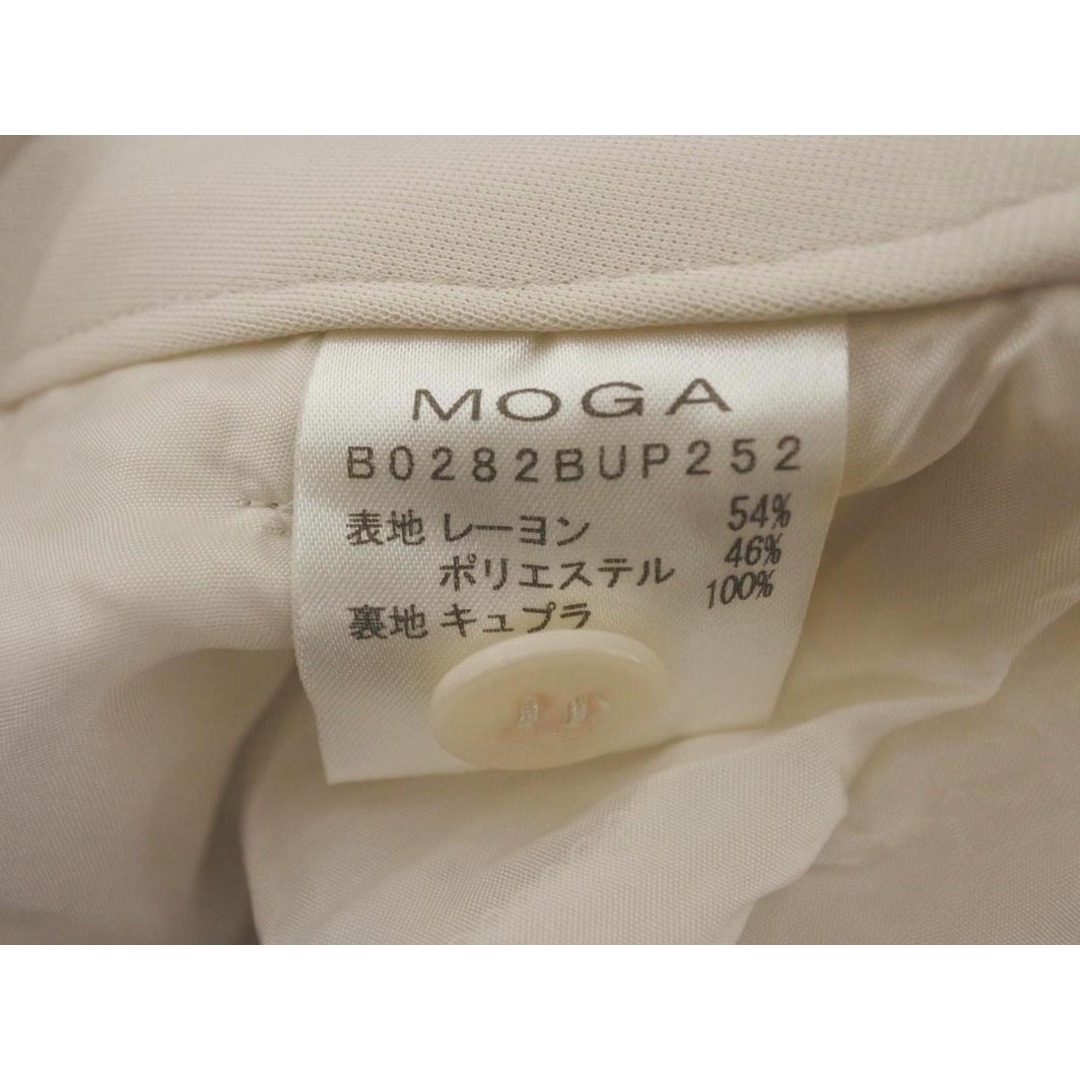 MOGA
B0282BUP252
表地 レーヨン 54%
ポリエステル 46%
裏地 キュプラ 100%